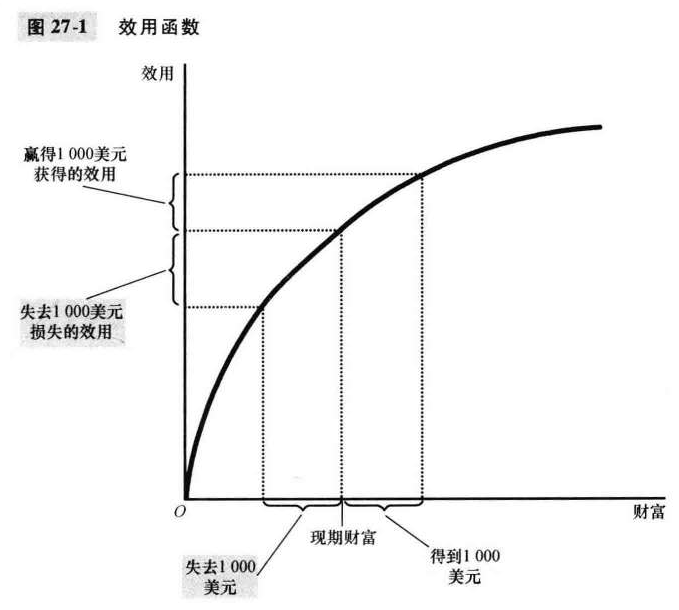 图 27-1 效用函数
效用
赢得1 000美元
获得的效用
失去1 000美元
损失的效用
O
财富
现期财富
失去1 000
美元
得到1 000
美元